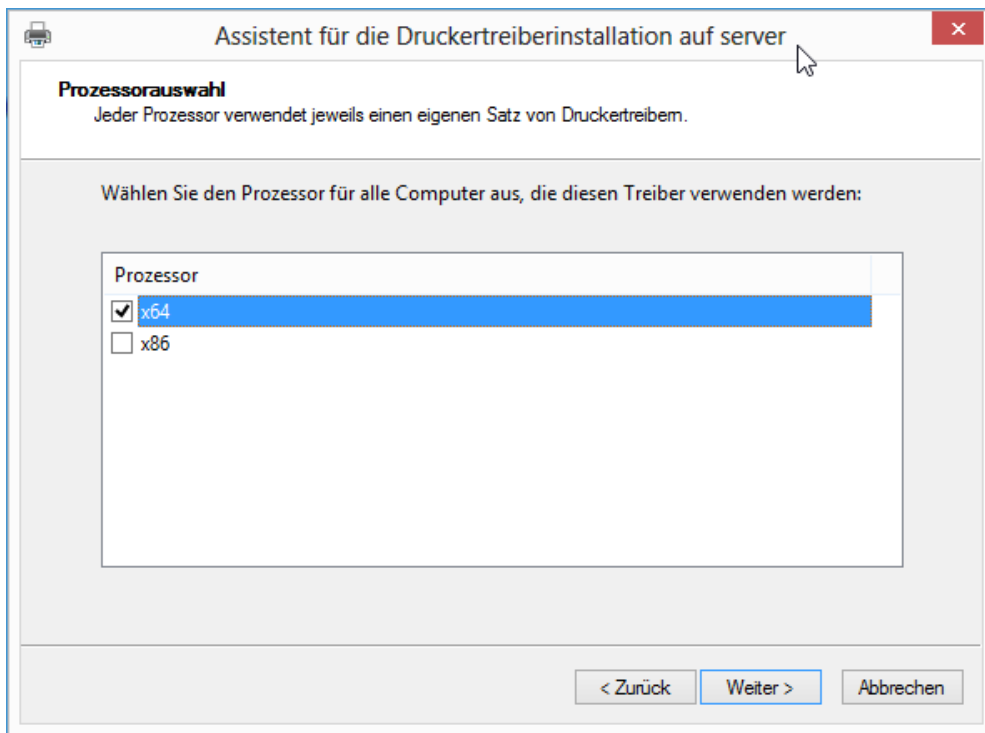 Assistent für die Druckertreiberinstallation auf server
Prozessorauswahl
Jeder Prozessor verwendet jeweils einen eigenen Satz von Druckertreibern.
Wählen Sie den Prozessor für alle Computer aus, die diesen Treiber verwenden werden:
Prozessor
x64
x86
< Zurück Weiter > Abbrechen